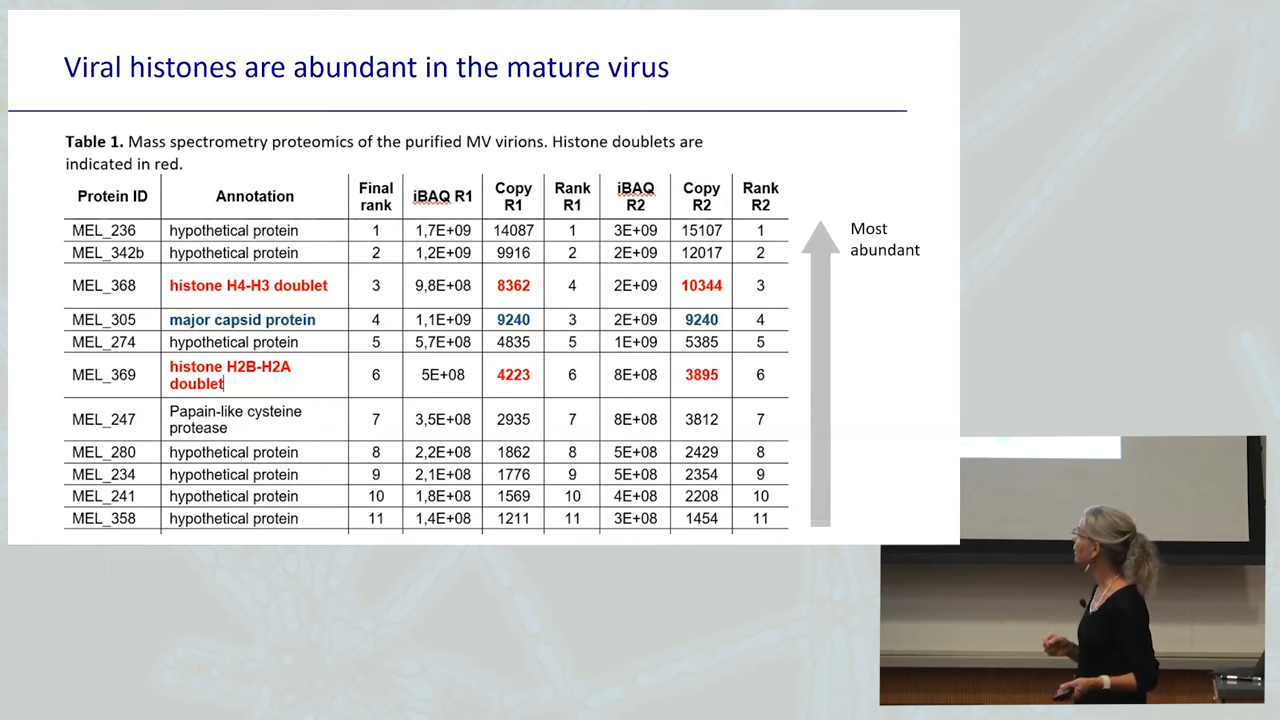 Viral histones are abundant in the mature virus
Table 1. Mass spectrometry proteomics of the purified MV virions. Histone doublets are
indicated in red.
Protein ID Annotation Final rank iBAQ R1 Copy R1 Rank R1 iBAQ R2 Copy R2 Rank R2
MEL_236 hypothetical protein 1 1,7E+09 14087 1 3E+09 15107 1
MEL_342b hypothetical protein 2 1,2E+09 9916 2 2E+09 12017 2
MEL_368 histone H4-H3 doublet 3 9,8E+08 8362 4 2E+09 10344 3
MEL_305 major capsid protein 4 1,1E+09 9240 3 2E+09 9240 4
MEL_274 hypothetical protein 5 5,7E+08 4835 5 1E+09 5385 5
MEL_369 histone H2B-H2A doublet 6 5E+08 4223 6 8E+08 3895 6
MEL_247 Papain-like cysteine protease 7 3,5E+08 2935 7 8E+08 3812 7
MEL_280 hypothetical protein 8 2,2E+08 1862 8 5E+08 2429 8
MEL_234 hypothetical protein 9 2,1E+08 1776 9 5E+08 2354 9
MEL_241 hypothetical protein 10 1,8E+08 1569 10 4E+08 2208 10
MEL_358 hypothetical protein 11 1,4E+08 1211 11 3E+08 1454 11
Most
abundant